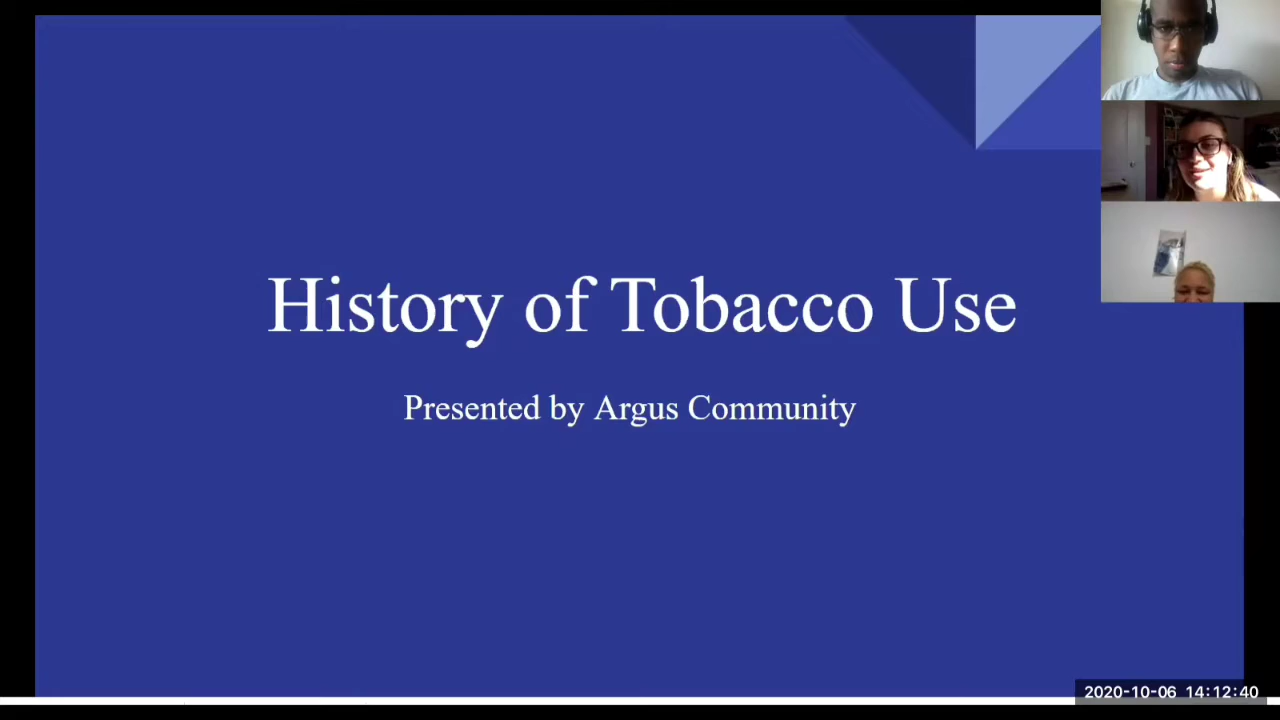 History of Tobacco Use
Presented by Argus Community
2020-10-06 14:12:40